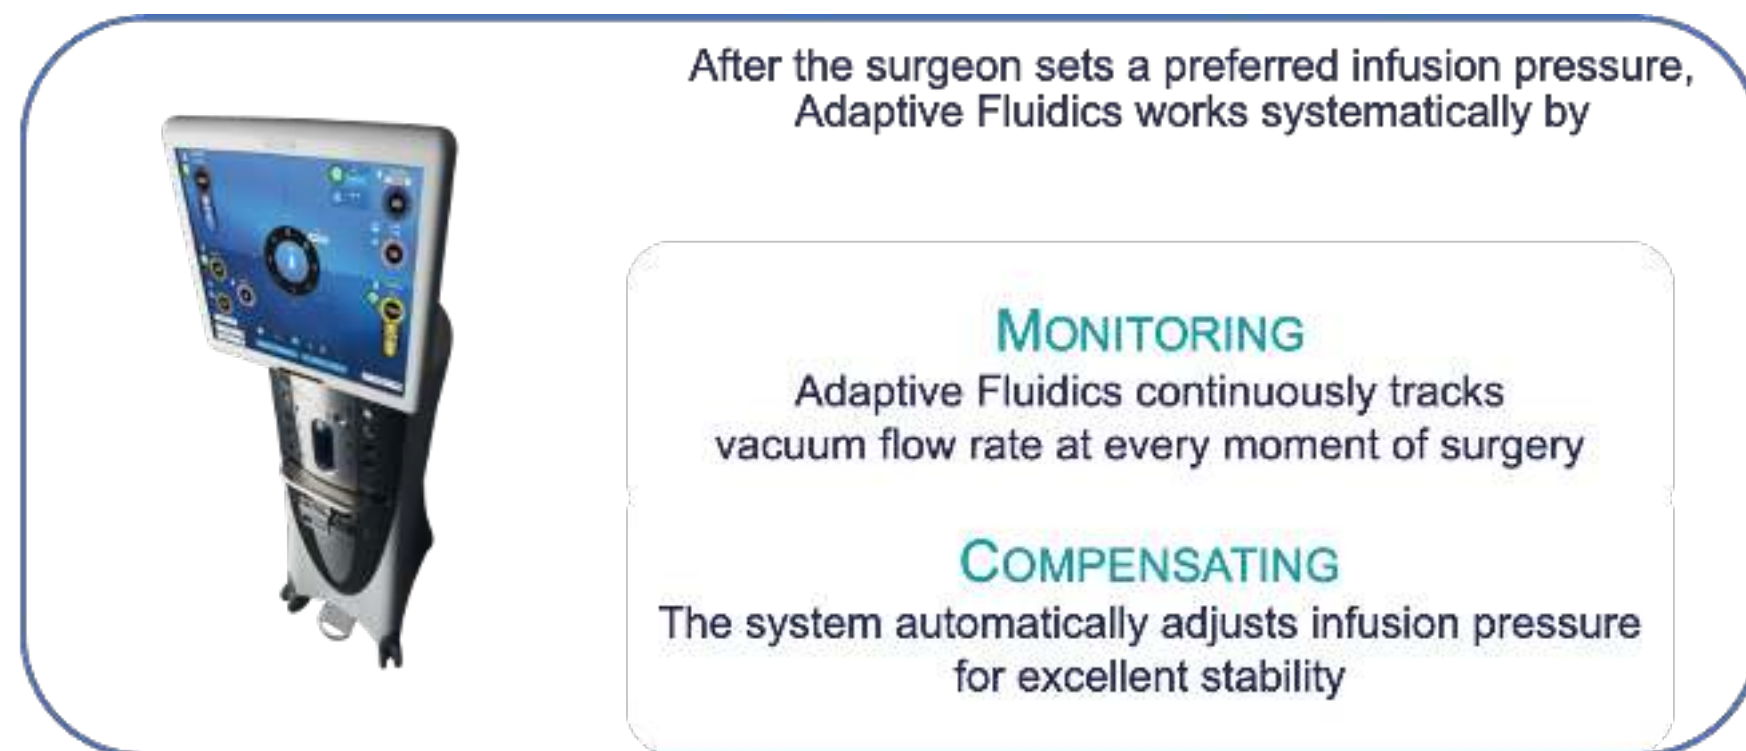 After the surgeon sets a preferred infusion pressure,
Adaptive Fluidics works systematically by
MONITORING
Adaptive Fluidics continuously tracks
vacuum flow rate at every moment of surgery
COMPENSATING
The system automatically adjusts infusion pressure
for excellent stability